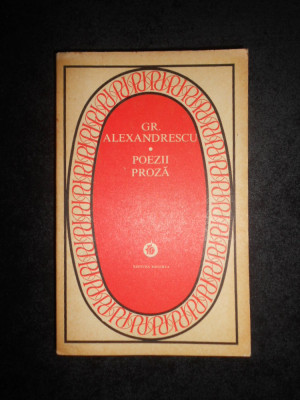 GR.
ALEXANDRESCU
POEZII
PROZĂ